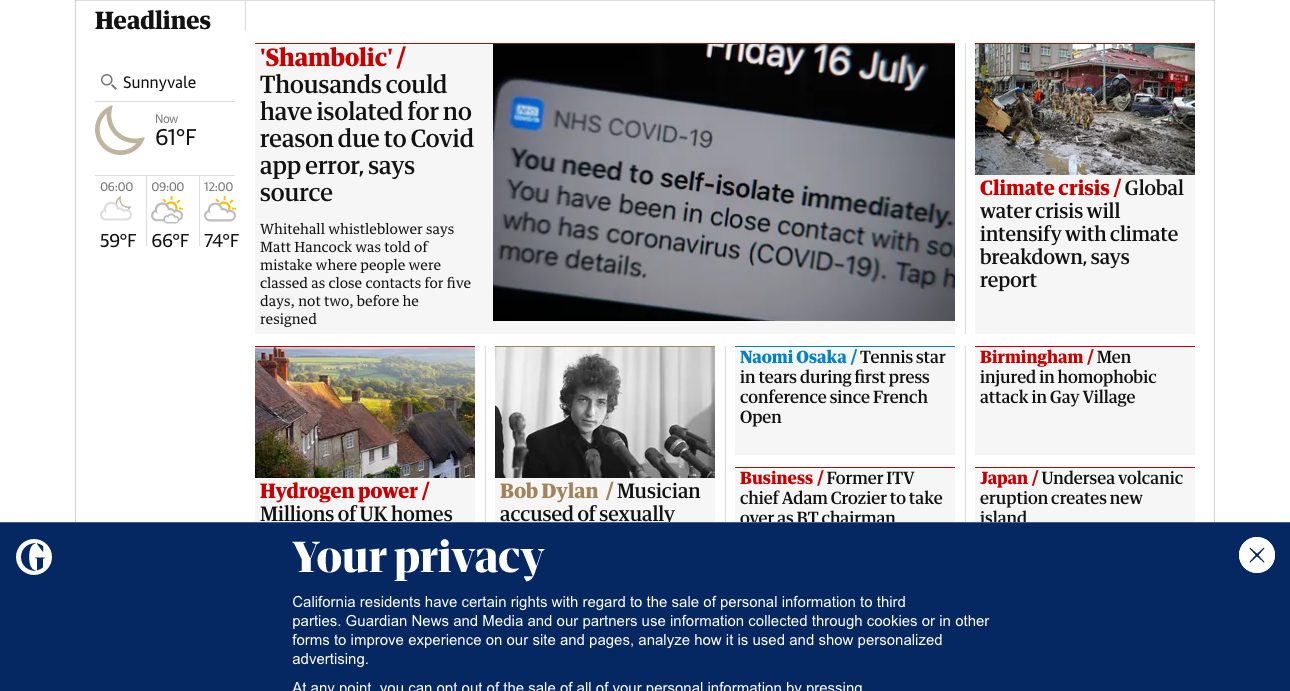 Headlines
Sunnyvale
Now
61°F
06:00 09:00 12:00
59°F 66°F 74°F
'Shambolic' /
Thousands could
have isolated for no
reason due to Covid
app error, says
source
Whitehall whistleblower says
Matt Hancock was told of
mistake where people were
classed as close contacts for five
days, not two, before he
resigned
Friday 16 July
NHS COVID-19
You need to self-isolate immediately.
You have been in close contact with so
who has coronavirus (COVID-19). Tap h
more details.
Climate crisis / Global
water crisis will
intensify with climate
breakdown, says
report
Hydrogen power /
Millions of UK homes
Bob Dylan / Musician
accused of sexually
Naomi Osaka / Tennis star
in tears during first press
conference since French
Open
Business / Former ITV
chief Adam Crozier to take
over as BT chairman
Birmingham / Men
injured in homophobic
attack in Gay Village
Japan / Undersea volcanic
eruption creates new
island
Your privacy
California residents have certain rights with regard to the sale of personal information to third
parties. Guardian News and Media and our partners use information collected through cookies or in other
forms to improve experience on our site and pages, analyze how it is used and show personalized
advertising.
At any point, you can opt out of the sale of all of your personal information by pressing